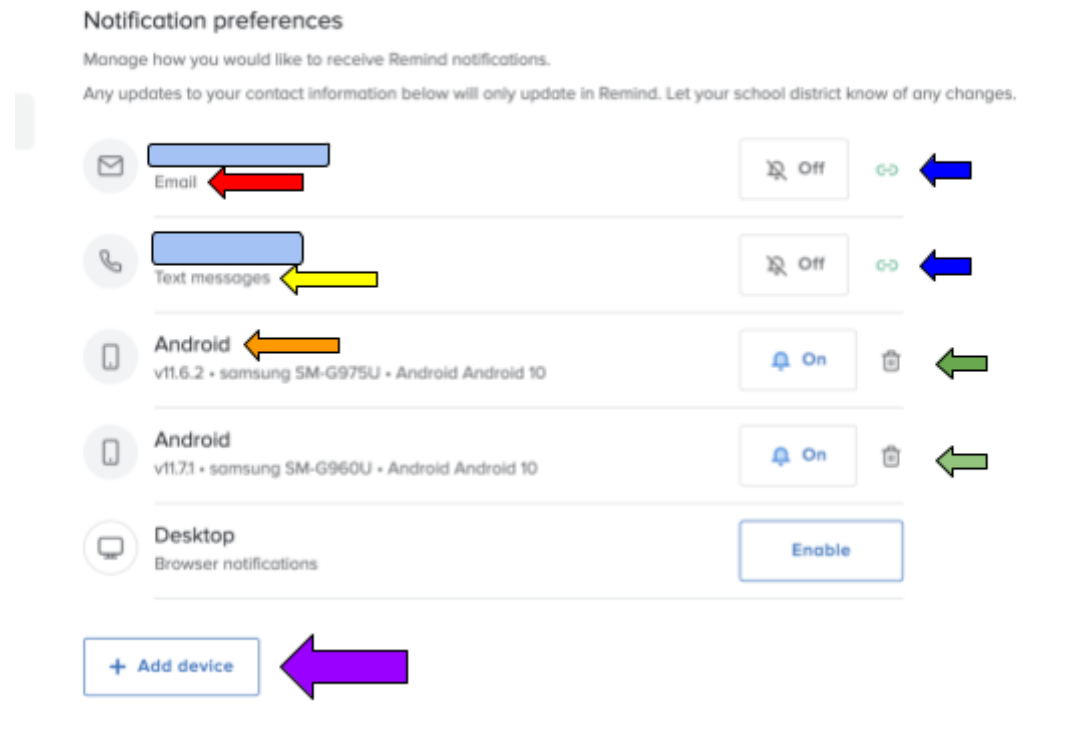 Notification preferences
Manage how you would like to receive Remind notifications.
Any updates to your contact information below will only update in Remind. Let your school district know of any changes.
Email
Off
Text messages
Off
Android
v11.6.2 • samsung SM-G975U • Android Android 10
On
Android
v11.7.1 • samsung SM-G960U • Android Android 10
On
Desktop
Browser notifications
Enable
+ Add device